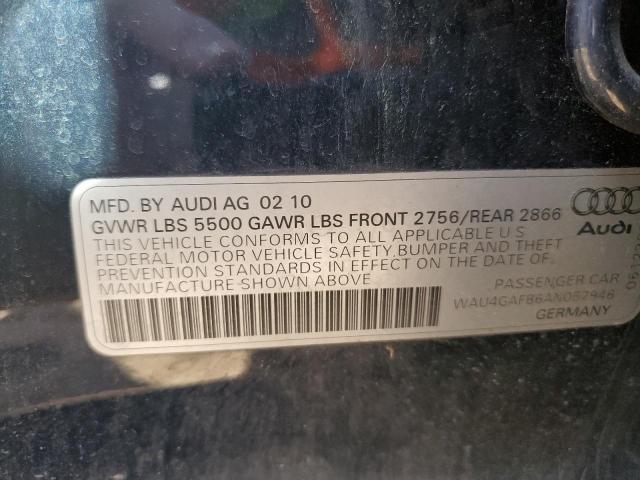 MFD. BY AUDI AG 02 10
GVWR LBS 5500 GAWR LBS FRONT 2756/REAR 2866
THIS VEHICLE CONFORMS TO ALL APPLICABLE U S
FEDERAL MOTOR VEHICLE SAFETY, BUMPER AND THEFT
PREVENTION STANDARDS IN EFFECT ON THE DATE OF
MANUFACTURE SHOWN ABOVE
Audi
PASSENGER CAR
WAU4GAFB6AN057946
GERMANY